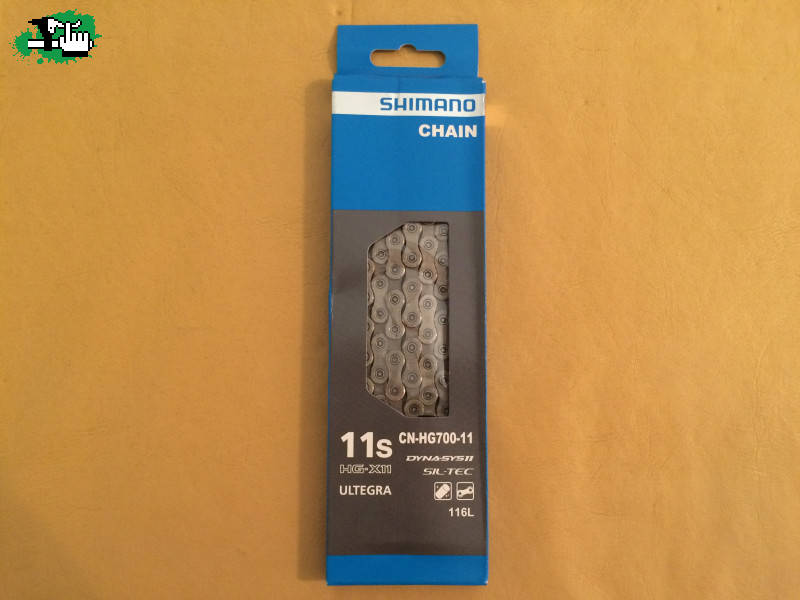 SHIMANO
CHAIN
11s CN-HG700-11
HG-X11 DYNA-SYS11
SIL-TEC
ULTEGRA
116L